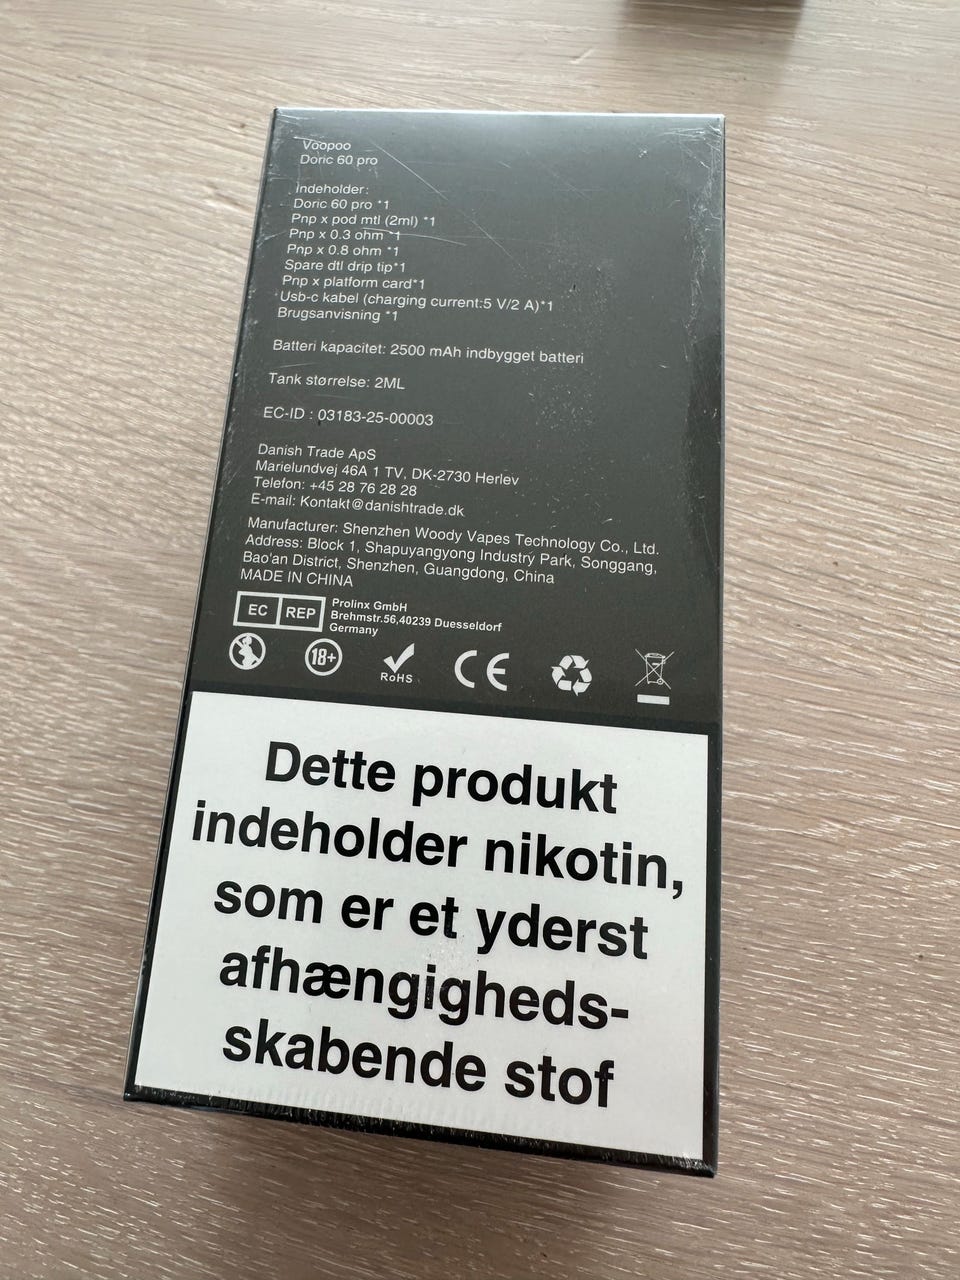 Voopoo
Doric 60 pro
Indeholder:
Doric 60 pro *1
Pnp x pod mtl (2ml) *1
Pnp x 0.3 ohm *1
Pnp x 0.8 ohm *1
Spare dtl drip tip*1
Pnp x platform card*1
Usb-c kabel (charging current:5 V/2 A)*1
Brugsanvisning *1
Batteri kapacitet: 2500 mAh indbygget batteri
Tank størrelse: 2ML
EC-ID : 03183-25-00003
Danish Trade ApS
Marielundvej 46A 1 TV, DK-2730 Herlev
Telefon: +45 28 76 28 28
E-mail: Kontakt@danishtrade.dk
Manufacturer: Shenzhen Woody Vapes Technology Co., Ltd.
Address: Block 1, Shapuyangyong Industry Park, Songgang,
Bao'an District, Shenzhen, Guangdong, China
MADE IN CHINA
EC REP
Prolinx GmbH
Brehmstr.56,40239 Duesseldorf
Germany
18+
RoHS
CE
Dette produkt
indeholder nikotin,
som er et yderst
afhængigheds-
skabende stof